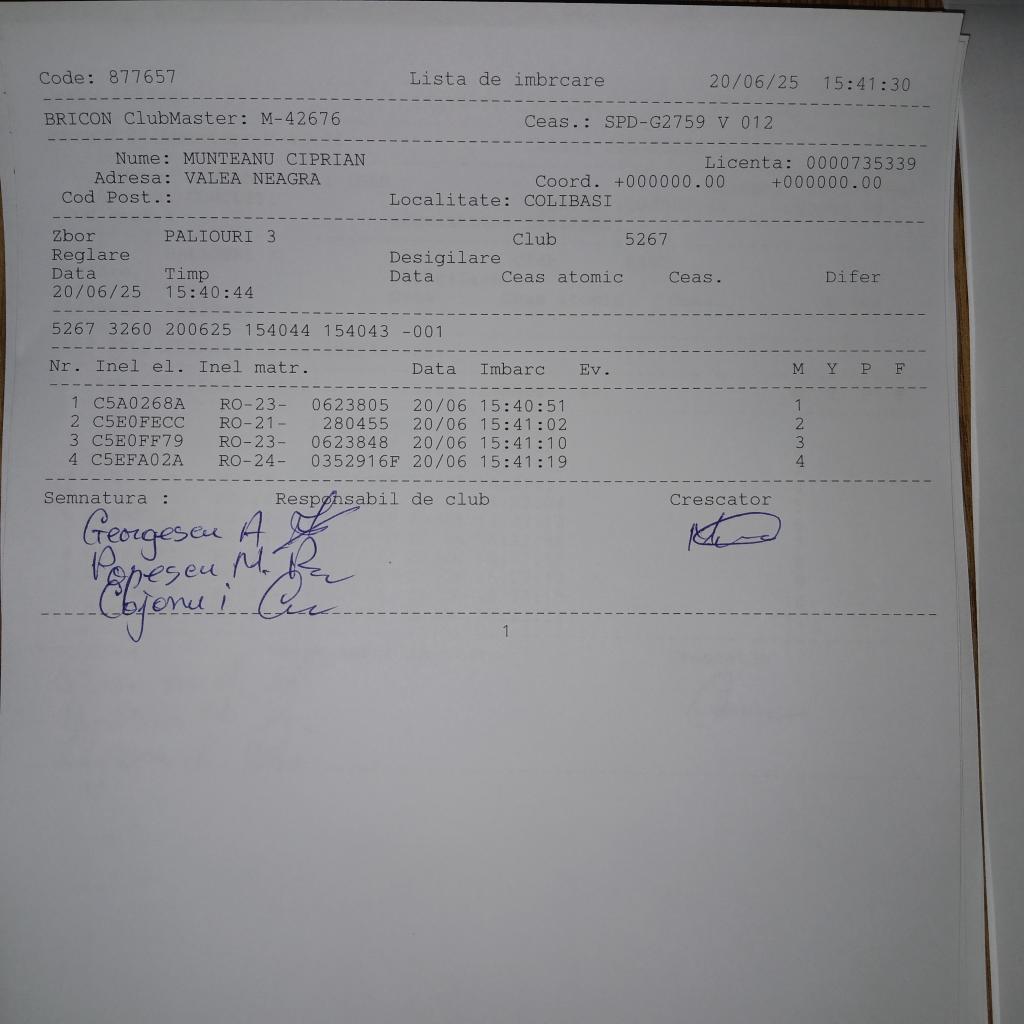 Code: 877657 Lista de imbrcare 20/06/25 15:41:30
BRICON ClubMaster: M-42676 Ceas.: SPD-G2759 V 012
Nume: MUNTEANU CIPRIAN Licenta: 0000735339
Adresa: VALEA NEAGRA Coord. +000000.00 +000000.00
Cod Post.: Localitate: COLIBASI
Zbor PALIOURI 3 Club 5267
Reglare Desigilare
Data Timp Data Ceas atomic Ceas. Difer
20/06/25 15:40:44
5267 3260 200625 154044 154043 -001
Nr. Inel el. Inel matr. Data Imbarc Ev. M Y P F
1 C5A0268A RO-23- 0623805 20/06 15:40:51 1
2 C5E0FECC RO-21- 280455 20/06 15:41:02 2
3 C5E0FF79 RO-23- 0623848 20/06 15:41:10 3
4 C5EFA02A RO-24- 0352916F 20/06 15:41:19 4
Semnatura : Responsabil de club Crescator
Georgescu A.
Popescu M.
Cojonu i
1